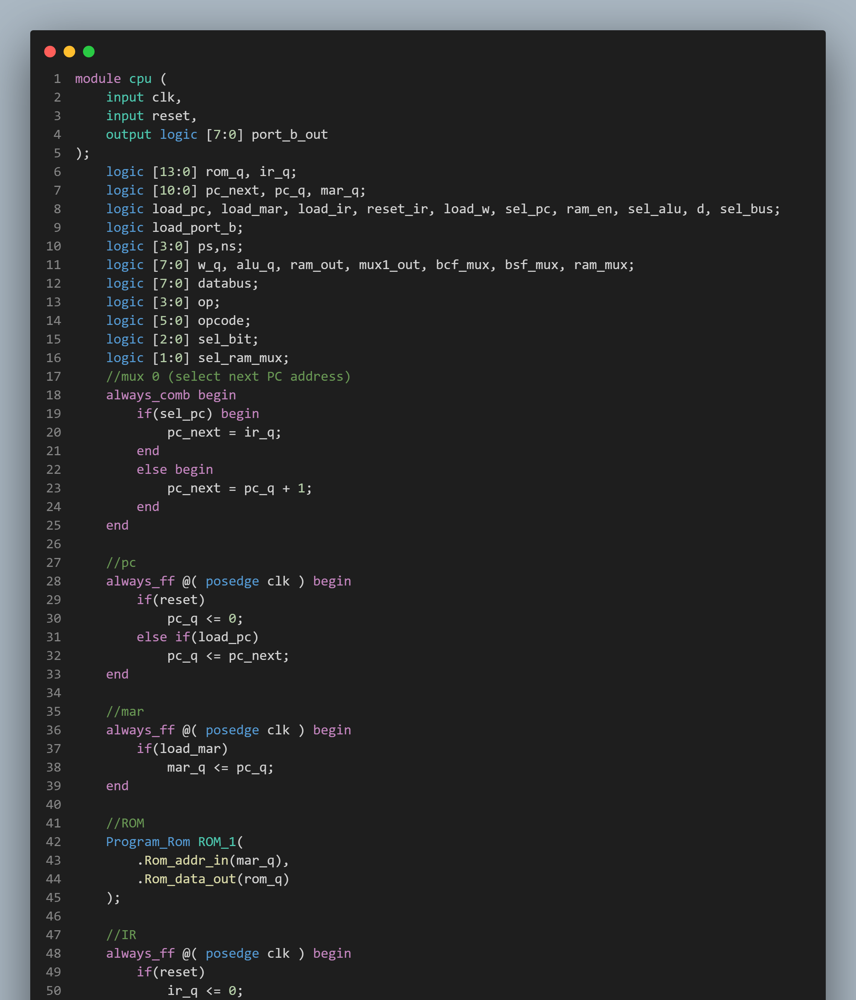 1 module cpu (
2     input clk,
3     input reset,
4     output logic [7:0] port_b_out
5 );
6     logic [13:0] rom_q, ir_q;
7     logic [10:0] pc_next, pc_q, mar_q;
8     logic load_pc, load_mar, load_ir, reset_ir, load_w, sel_pc, ram_en, sel_alu, d, sel_bus;
9     logic load_port_b;
10     logic [3:0] ps,ns;
11     logic [7:0] w_q, alu_q, ram_out, mux1_out, bcf_mux, bsf_mux, ram_mux;
12     logic [7:0] databus;
13     logic [3:0] op;
14     logic [5:0] opcode;
15     logic [2:0] sel_bit;
16     logic [1:0] sel_ram_mux;
17     //mux 0 (select next PC address)
18     always_comb begin
19         if(sel_pc) begin
20             pc_next = ir_q;
21         end
22         else begin
23             pc_next = pc_q + 1;
24         end
25     end
26
27     //pc
28     always_ff @( posedge clk ) begin
29         if(reset)
30             pc_q <= 0;
31         else if(load_pc)
32             pc_q <= pc_next;
33     end
34
35     //mar
36     always_ff @( posedge clk ) begin
37         if(load_mar)
38             mar_q <= pc_q;
39     end
40
41     //ROM
42     Program_Rom ROM_1(
43         .Rom_addr_in(mar_q),
44         .Rom_data_out(rom_q)
45     );
46
47     //IR
48     always_ff @( posedge clk ) begin
49         if(reset)
50             ir_q <= 0;